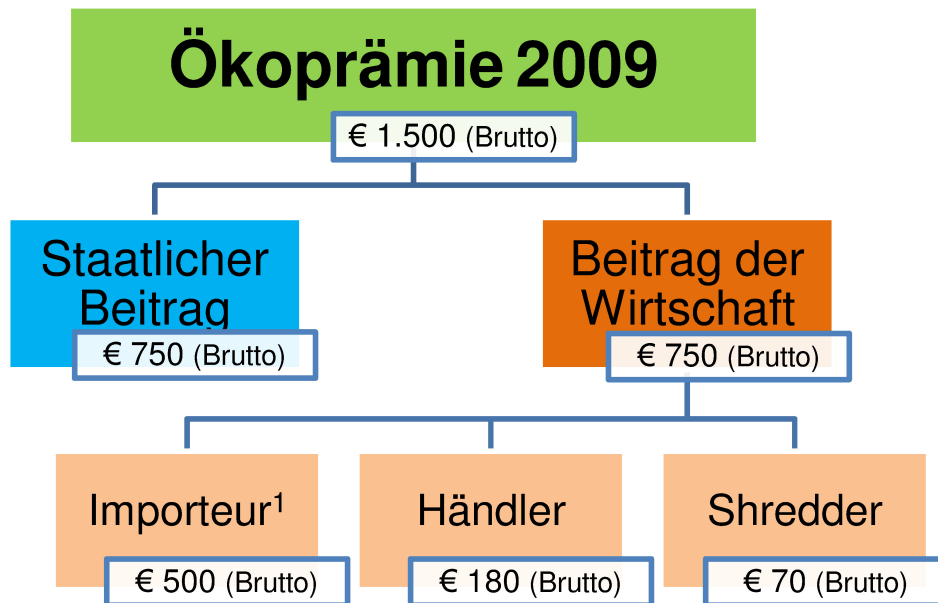 Ökoprämie 2009
€ 1.500 (Brutto)
Staatlicher
Beitrag
€ 750 (Brutto)
Beitrag der
Wirtschaft
€ 750 (Brutto)
Importeur¹
€ 500 (Brutto)
Händler
€ 180 (Brutto)
Shredder
€ 70 (Brutto)